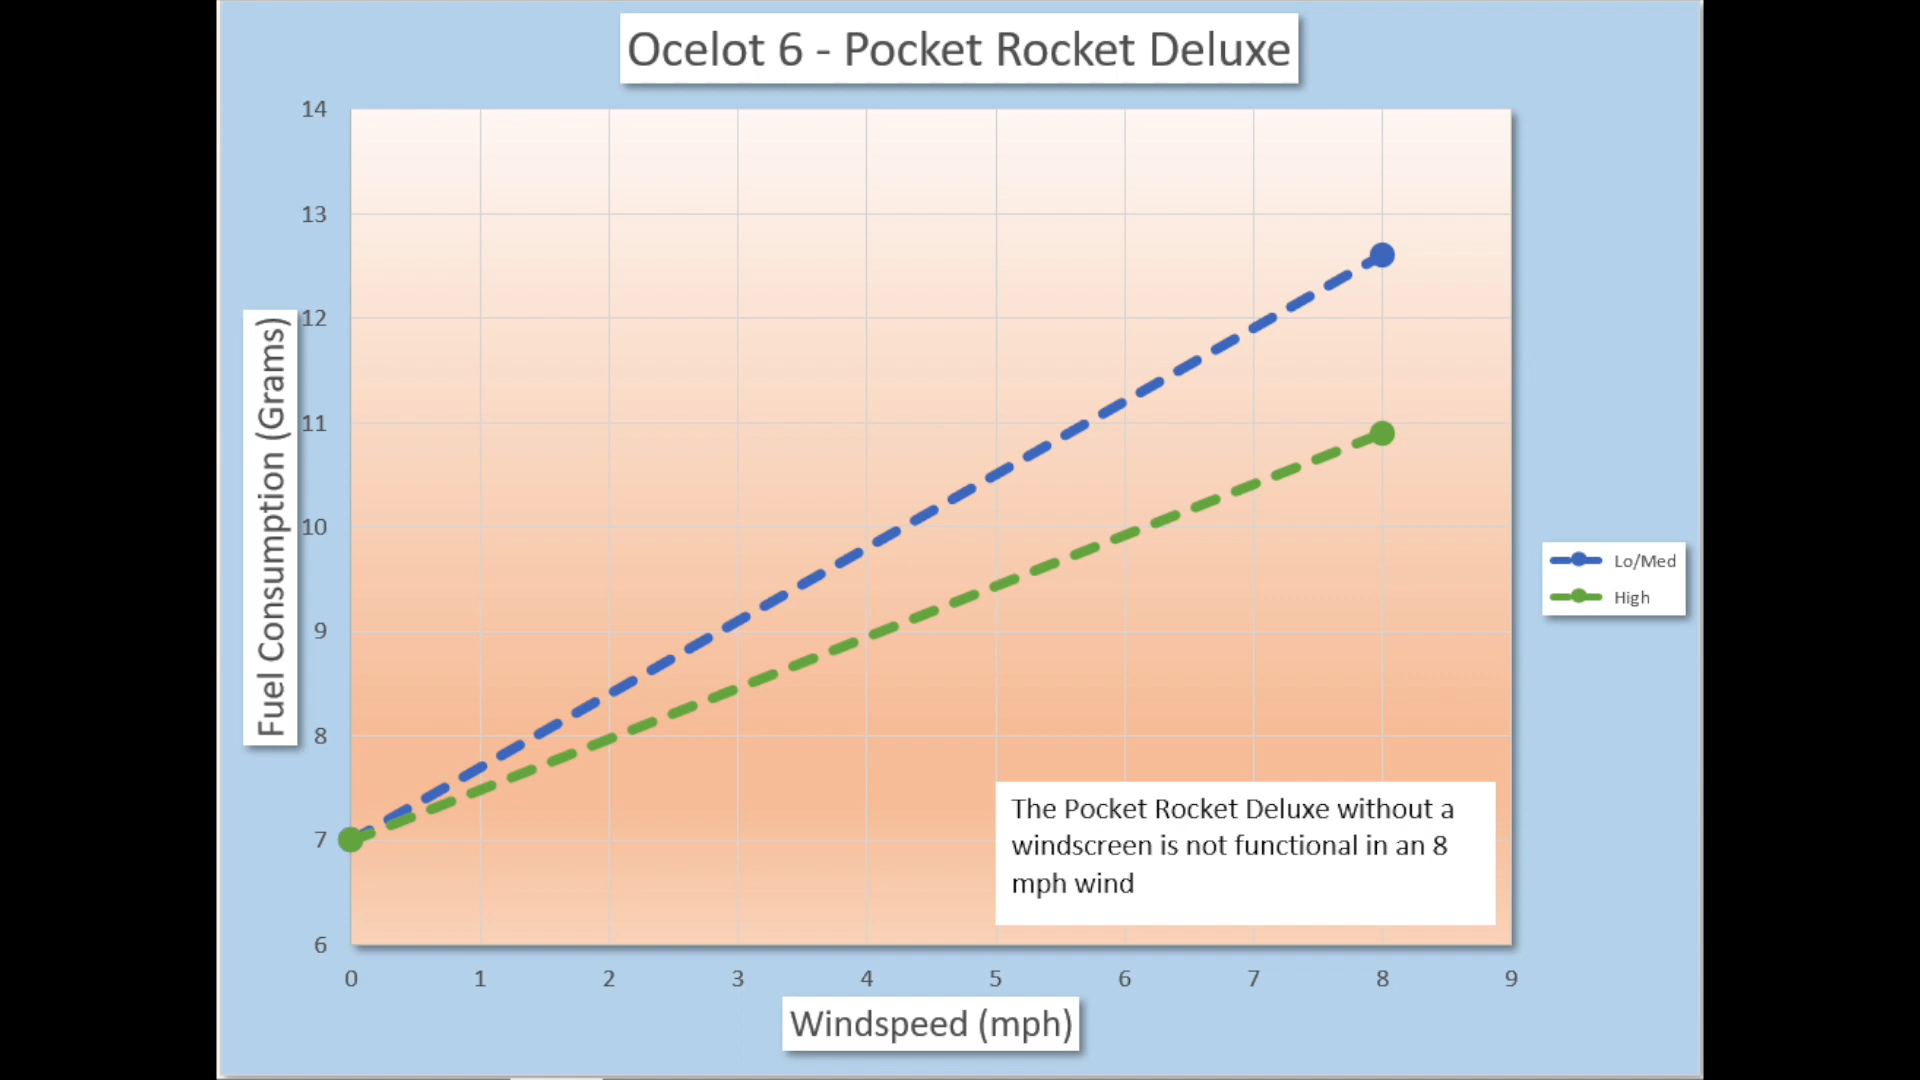 Ocelot 6 - Pocket Rocket Deluxe
14
13
12
11
10
9
8
7
6
Fuel Consumption (Grams)
0 1 2 3 4 5 6 7 8 9
Windspeed (mph)
Lo/Med
High
The Pocket Rocket Deluxe without a
windscreen is not functional in an 8
mph wind